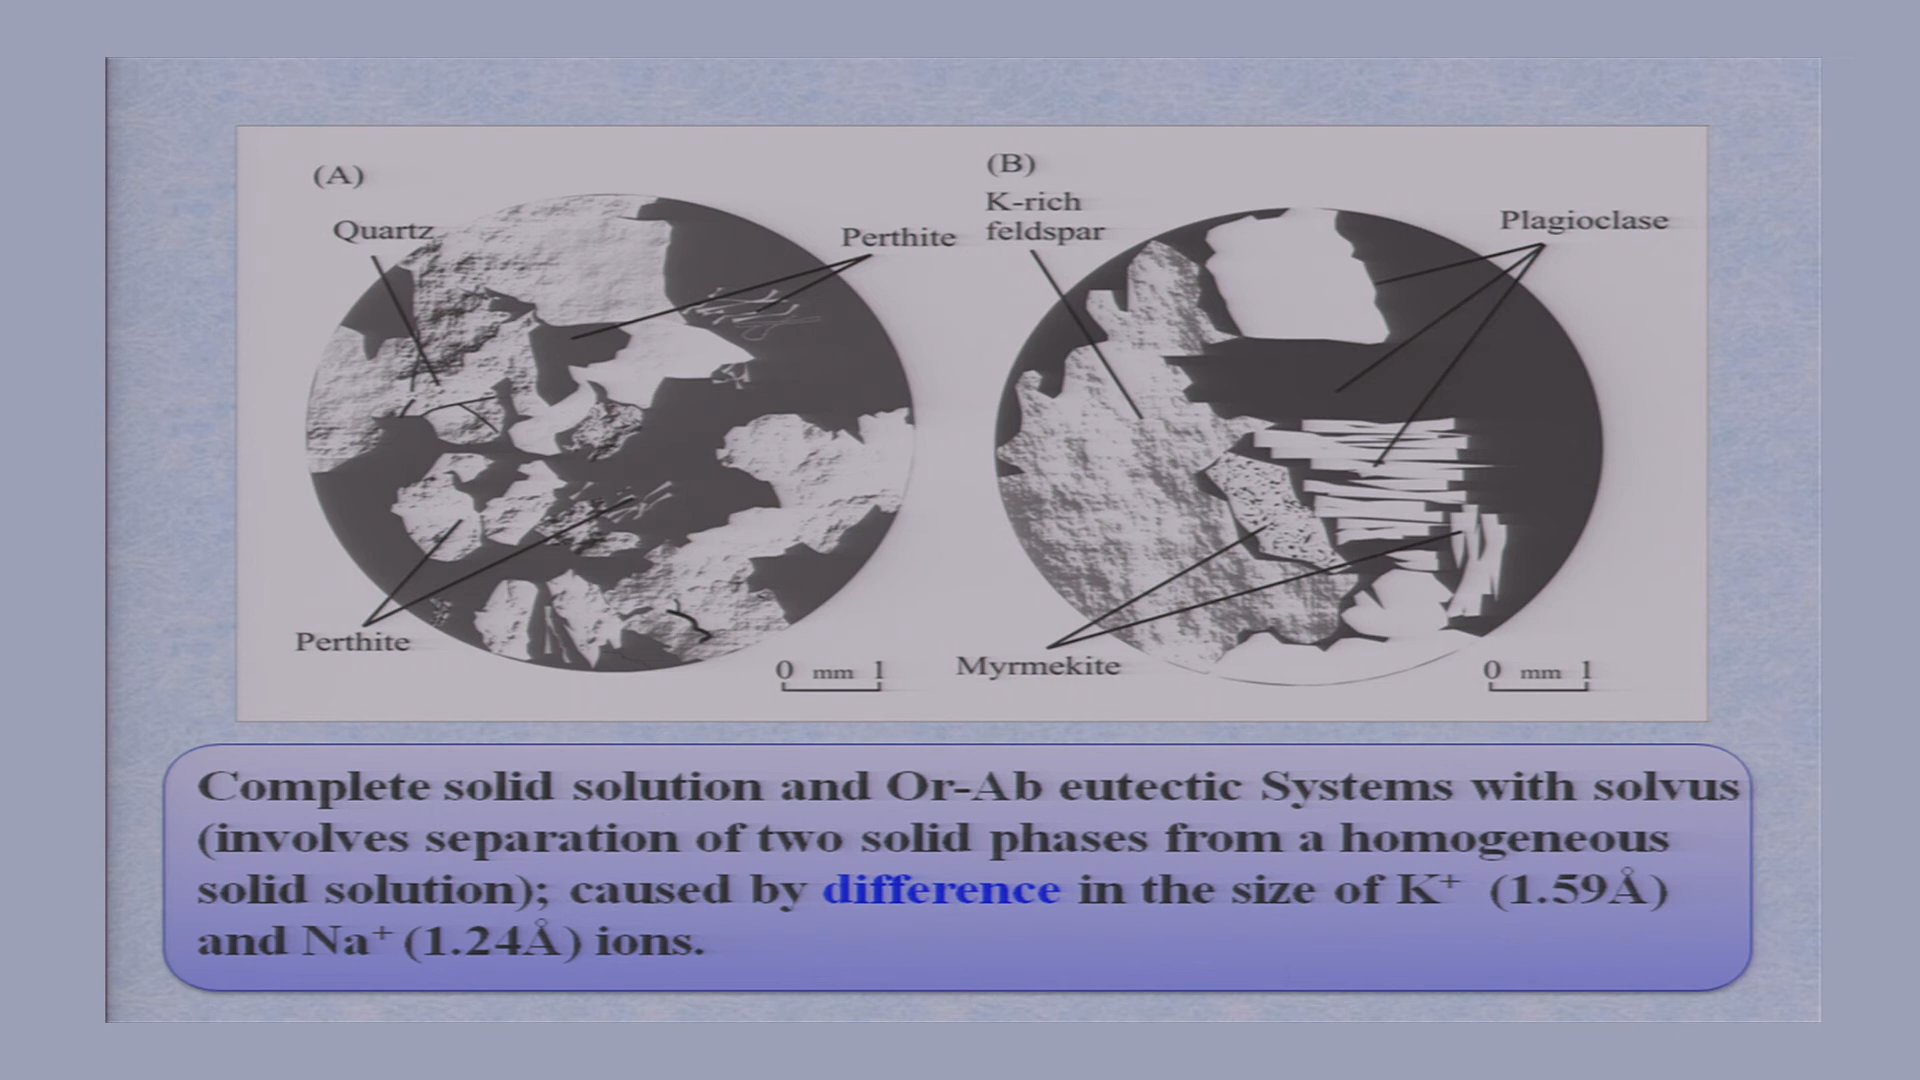 (A)
Quartz
Perthite
Perthite
0 mm 1
(B)
K-rich
feldspar
Plagioclase
Myrmekite
0 mm 1
Complete solid solution and Or-Ab eutectic Systems with solvus
(involves separation of two solid phases from a homogeneous
solid solution); caused by difference in the size of K⁺ (1.59Å)
and Na⁺ (1.24Å) ions.